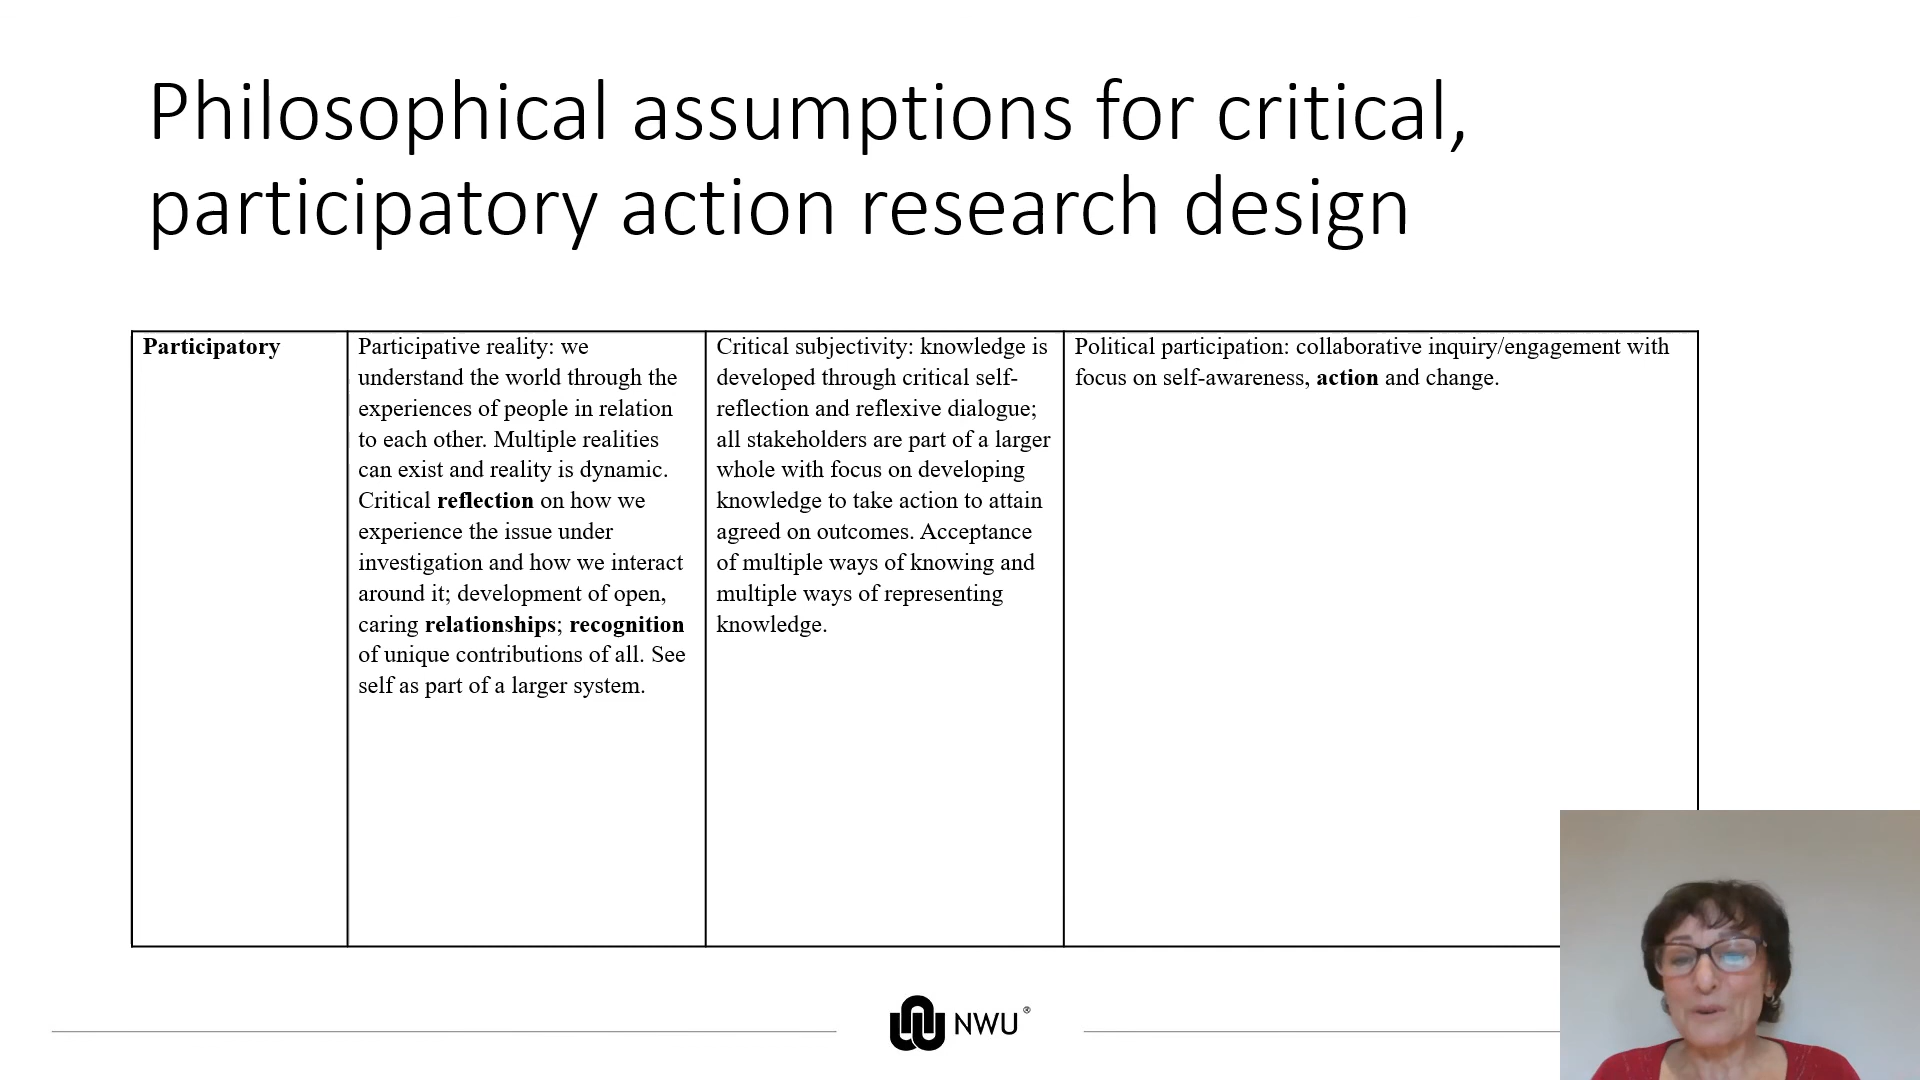 Philosophical assumptions for critical,
participatory action research design
Participatory
Participative reality: we
understand the world through the
experiences of people in relation
to each other. Multiple realities
can exist and reality is dynamic.
Critical reflection on how we
experience the issue under
investigation and how we interact
around it; development of open,
caring relationships; recognition
of unique contributions of all. See
self as part of a larger system.
Critical subjectivity: knowledge is
developed through critical self-
reflection and reflexive dialogue;
all stakeholders are part of a larger
whole with focus on developing
knowledge to take action to attain
agreed on outcomes. Acceptance
of multiple ways of knowing and
multiple ways of representing
knowledge.
Political participation: collaborative inquiry/engagement with
focus on self-awareness, action and change.
NWU®